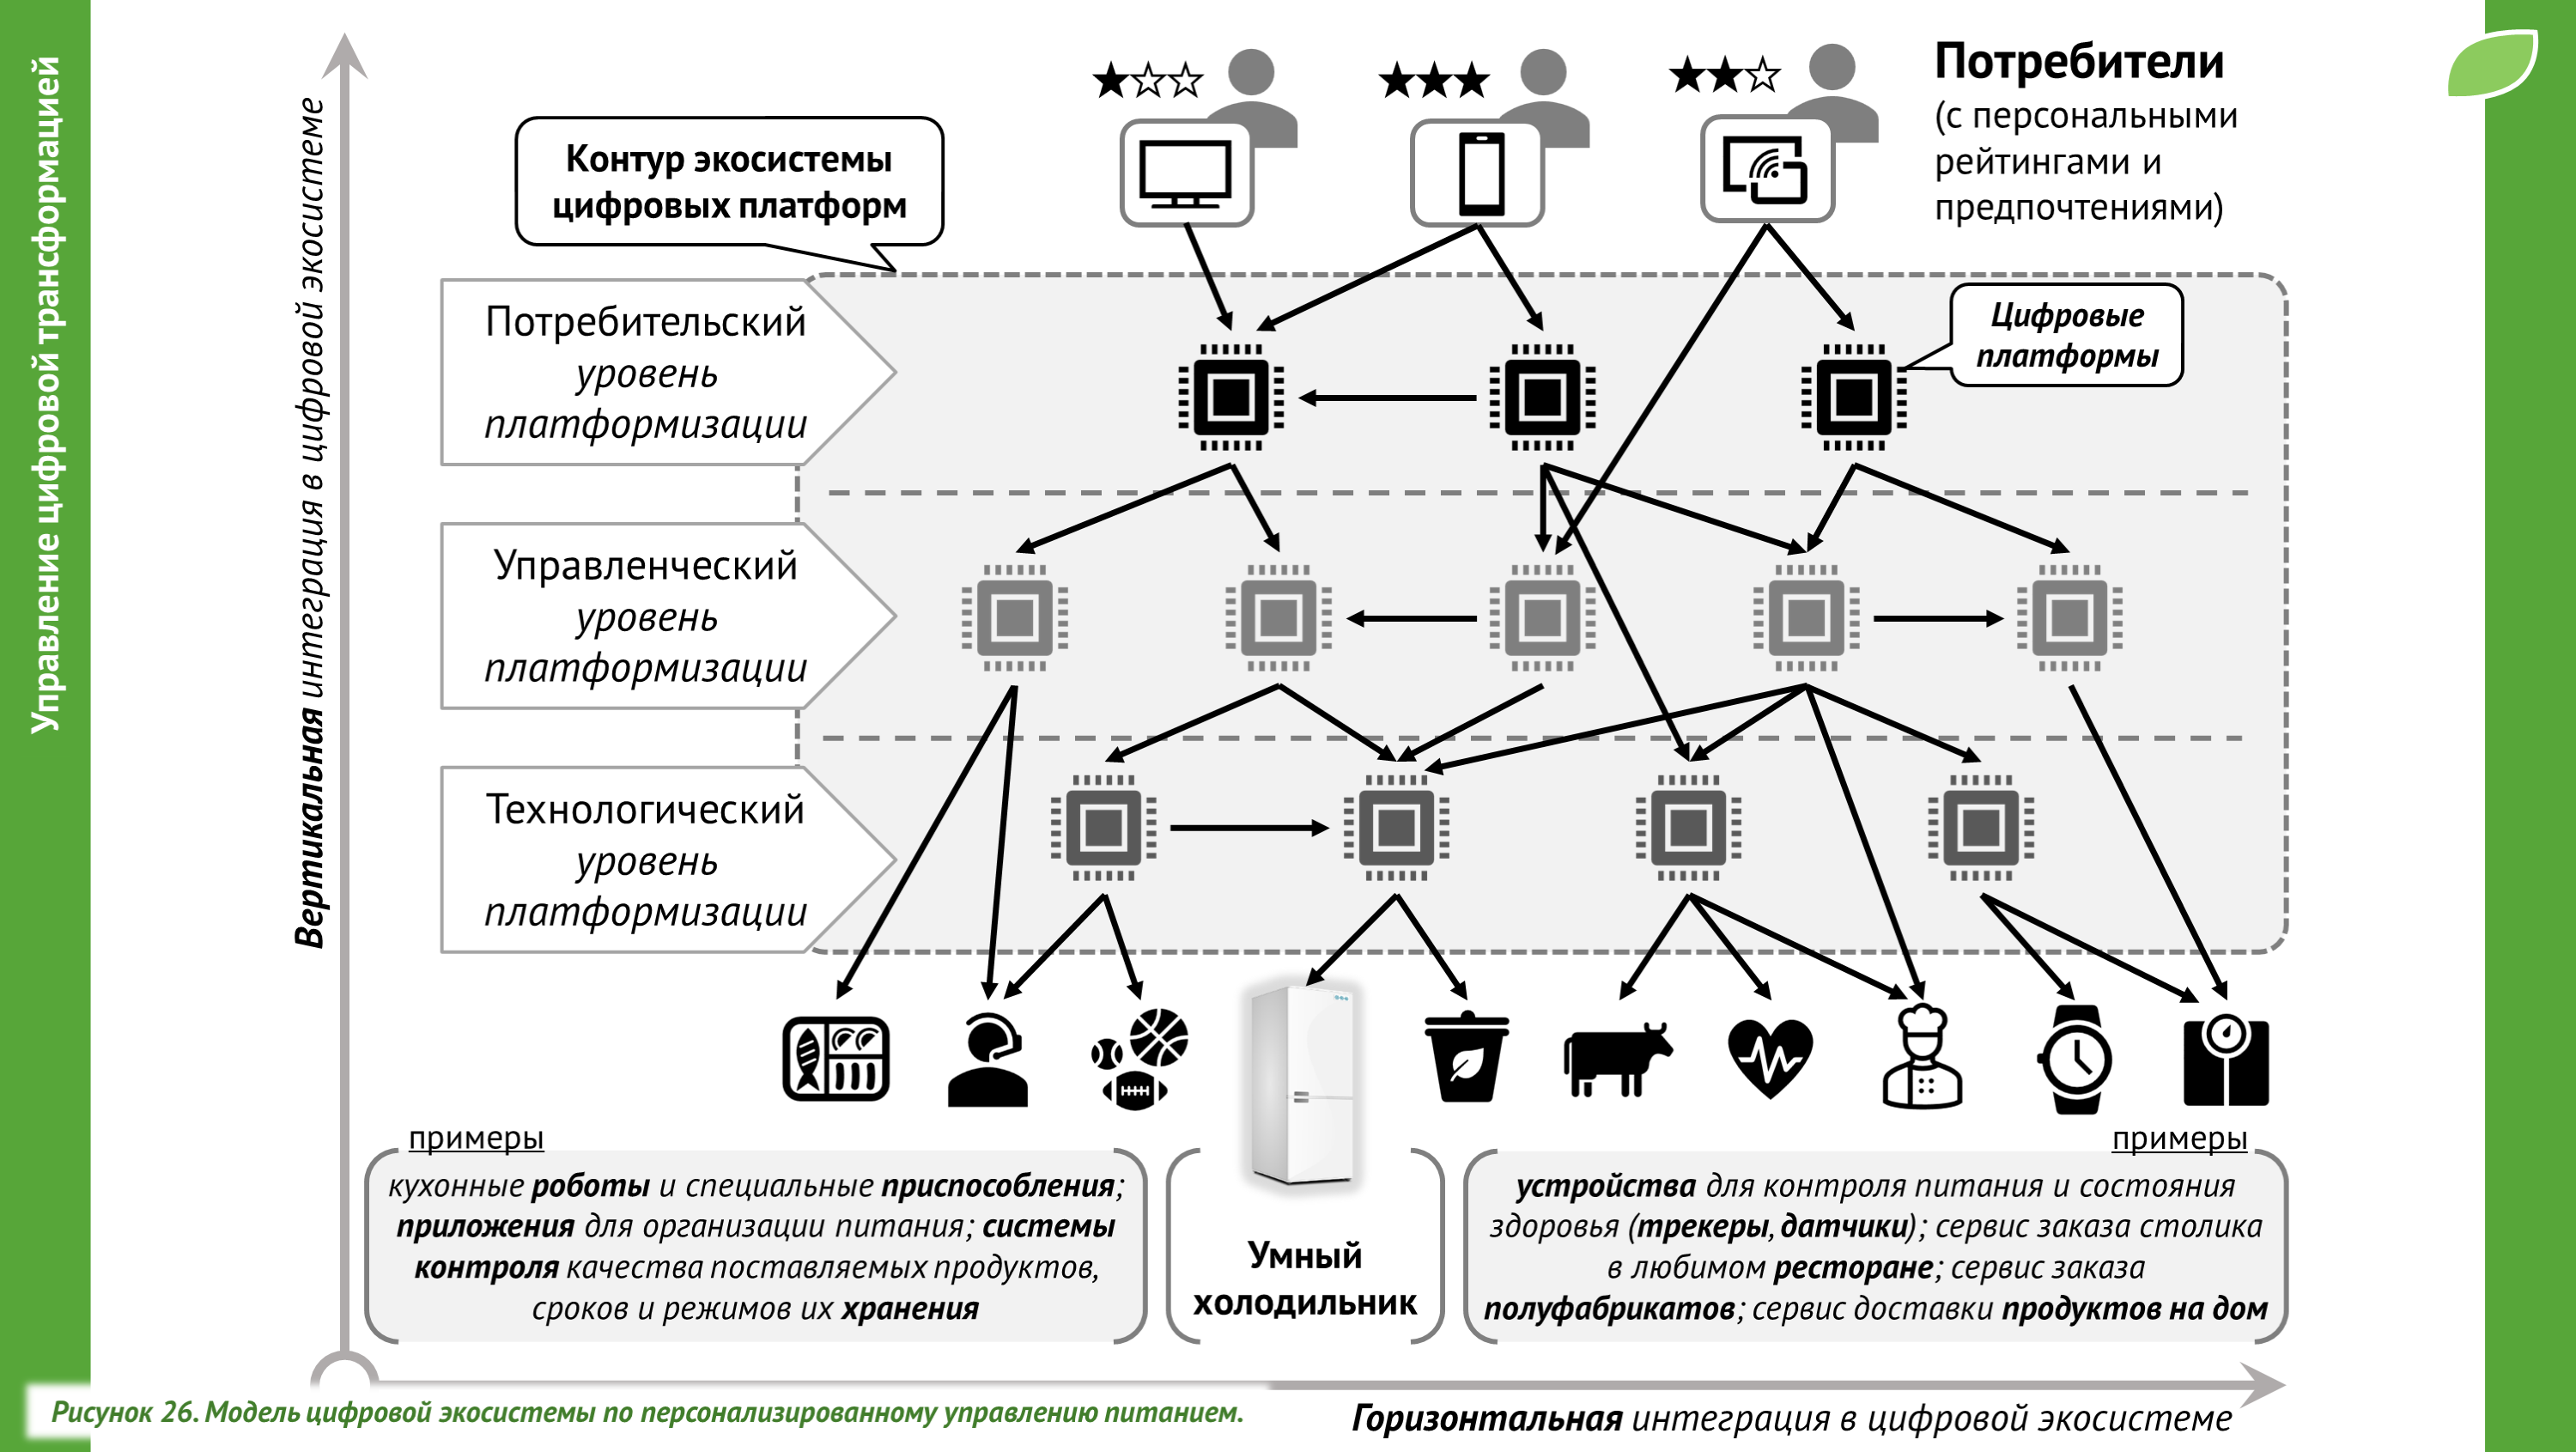 Управление цифровой трансформацией
Вертикальная интеграция в цифровой экосистеме
Потребители
(с персональными
рейтингами и
предпочтениями)
Контур экосистемы
цифровых платформ
Цифровые
платформы
Потребительский
уровень
платформизации
Управленческий
уровень
платформизации
Технологический
уровень
платформизации
примеры
кухонные роботы и специальные приспособления;
приложения для организации питания; системы
контроля качества поставляемых продуктов,
сроков и режимов их хранения
Умный
холодильник
примеры
устройства для контроля питания и состояния
здоровья (трекеры, датчики); сервис заказа столика
в любимом ресторане; сервис заказа
полуфабрикатов; сервис доставки продуктов на дом
Рисунок 26. Модель цифровой экосистемы по персонализированному управлению питанием.
Горизонтальная интеграция в цифровой экосистеме